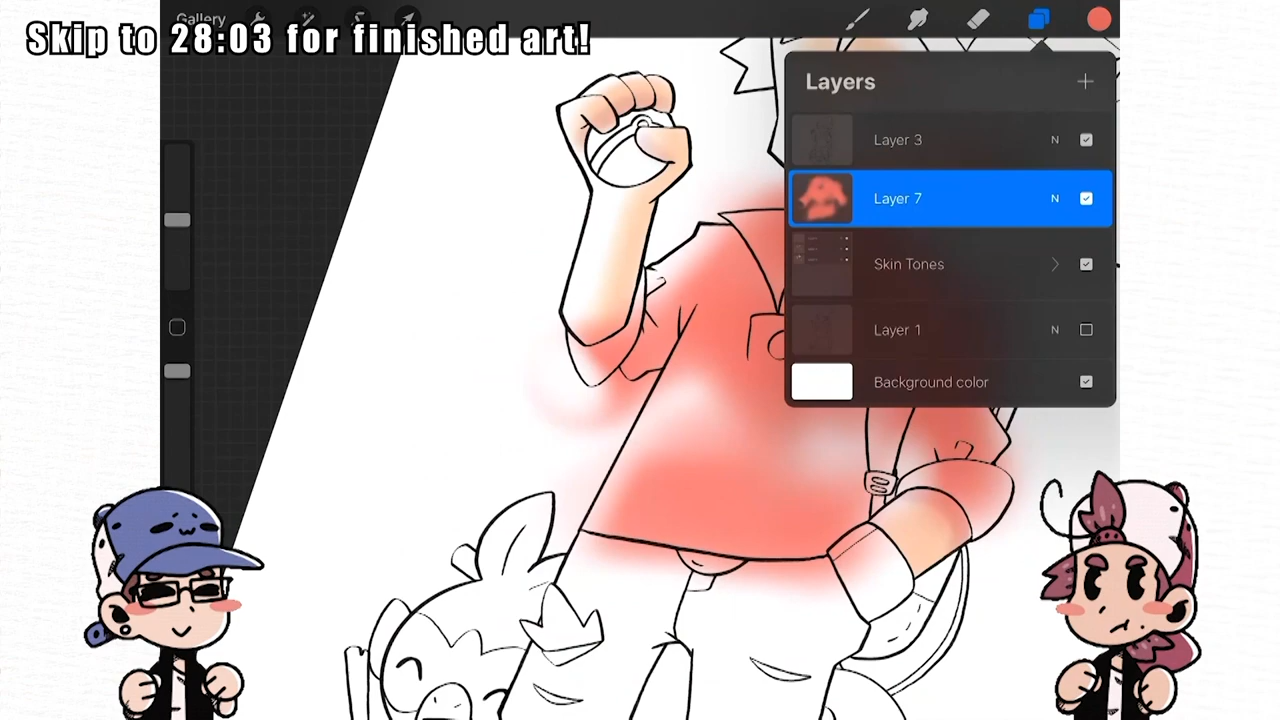 Gallery
Skip to 28:03 for finished art!
Layers
Layer 3 N
Layer 7 N
Skin Tones
Layer 1 N
Background color